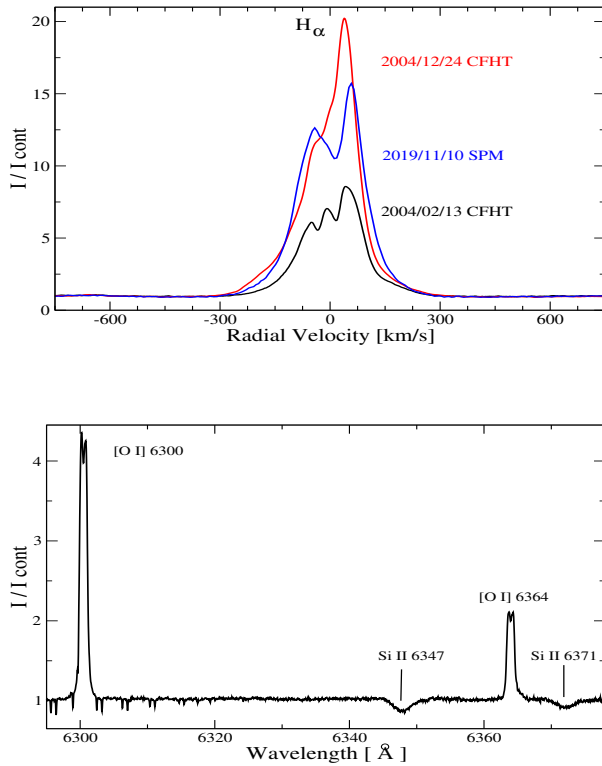 20
15
10
5
0
I / I cont
H α
2004/12/24 CFHT
2019/11/10 SPM
2004/02/13 CFHT
-600 -300 0 300 600
Radial Velocity [km/s]
4
3
2
1
I / I cont
[O I] 6300
[O I] 6364
Si II 6347
Si II 6371
6300 6320 6340 6360
Wavelength [ Å ]